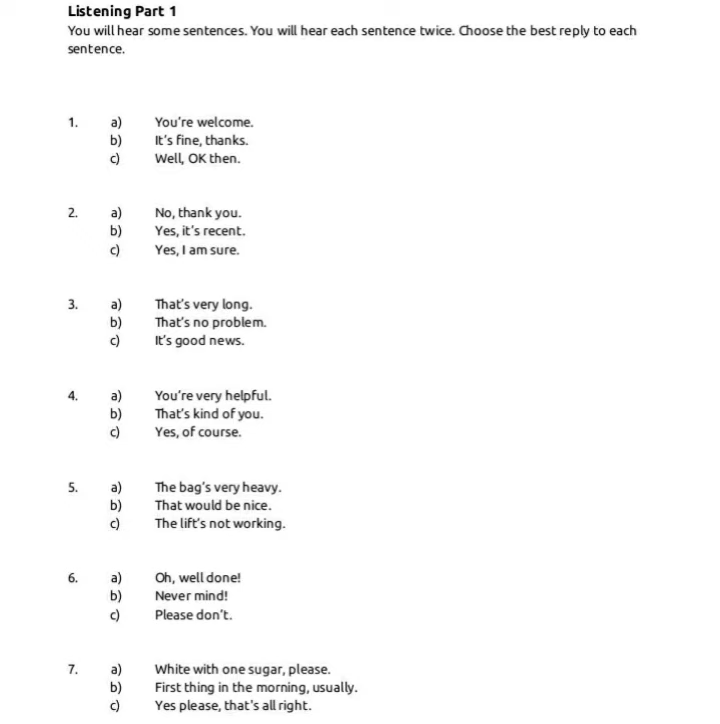 Listening Part 1
You will hear some sentences. You will hear each sentence twice. Choose the best reply to each
sentence.
1. a) You're welcome.
b) It's fine, thanks.
c) Well, OK then.
2. a) No, thank you.
b) Yes, it's recent.
c) Yes, I am sure.
3. a) That's very long.
b) That's no problem.
c) It's good news.
4. a) You're very helpful.
b) That's kind of you.
c) Yes, of course.
5. a) The bag's very heavy.
b) That would be nice.
c) The lift's not working.
6. a) Oh, well done!
b) Never mind!
c) Please don't.
7. a) White with one sugar, please.
b) First thing in the morning, usually.
c) Yes please, that's all right.